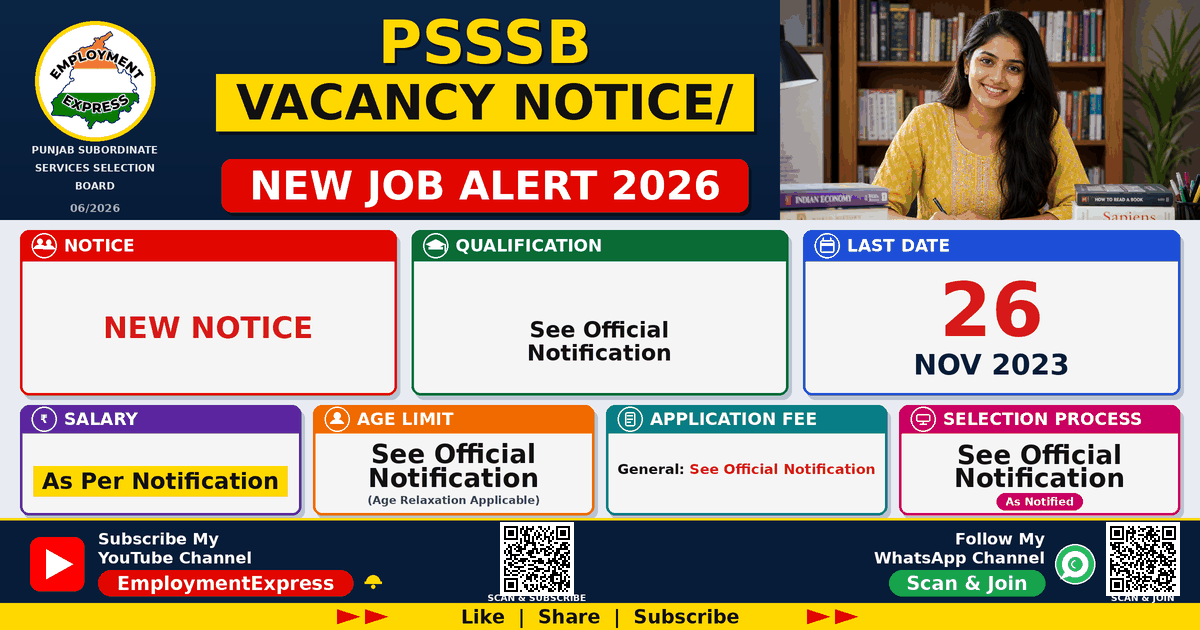 EMPLOYMENT
EXPRESS
PUNJAB SUBORDINATE
SERVICES SELECTION
BOARD
06/2026
PSSSB
VACANCY NOTICE/
NEW JOB ALERT 2026
INDIAN ECONOMY
HOW TO READ A BOOK
Sapiens
NOTICE
NEW NOTICE
QUALIFICATION
See Official
Notification
LAST DATE
26
NOV 2023
₹ SALARY
As Per Notification
AGE LIMIT
See Official
Notification
(Age Relaxation Applicable)
APPLICATION FEE
General: See Official Notification
SELECTION PROCESS
See Official
Notification
As Notified
Subscribe My
YouTube Channel
EmploymentExpress
SCAN & SUBSCRIBE
Follow My
WhatsApp Channel
Scan & Join
SCAN & JOIN
Like | Share | Subscribe